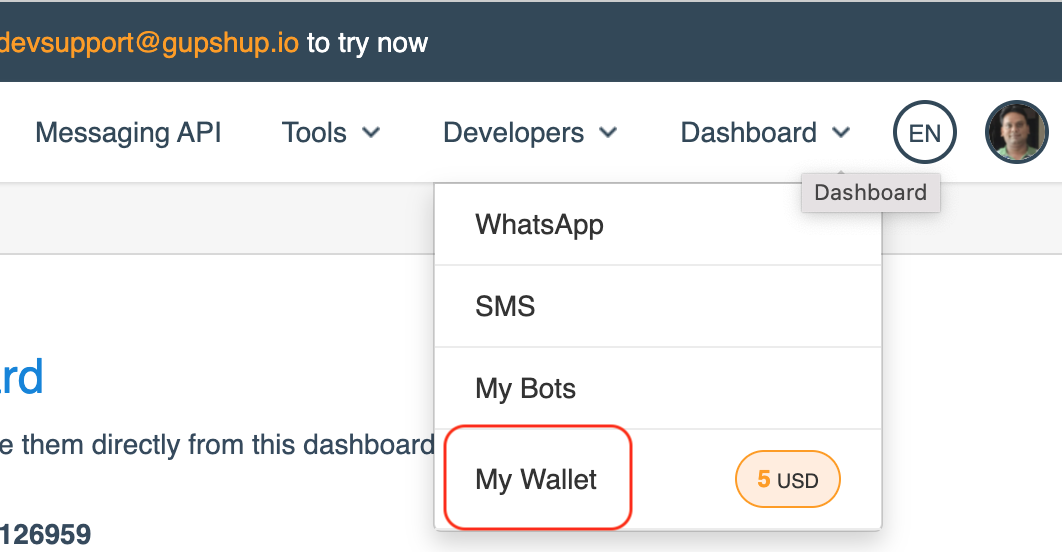 devsupport@gupshup.io to try now
Messaging API Tools Developers Dashboard EN
Dashboard
WhatsApp
SMS
My Bots
rd
e them directly from this dashboard
My Wallet 5 USD
126959